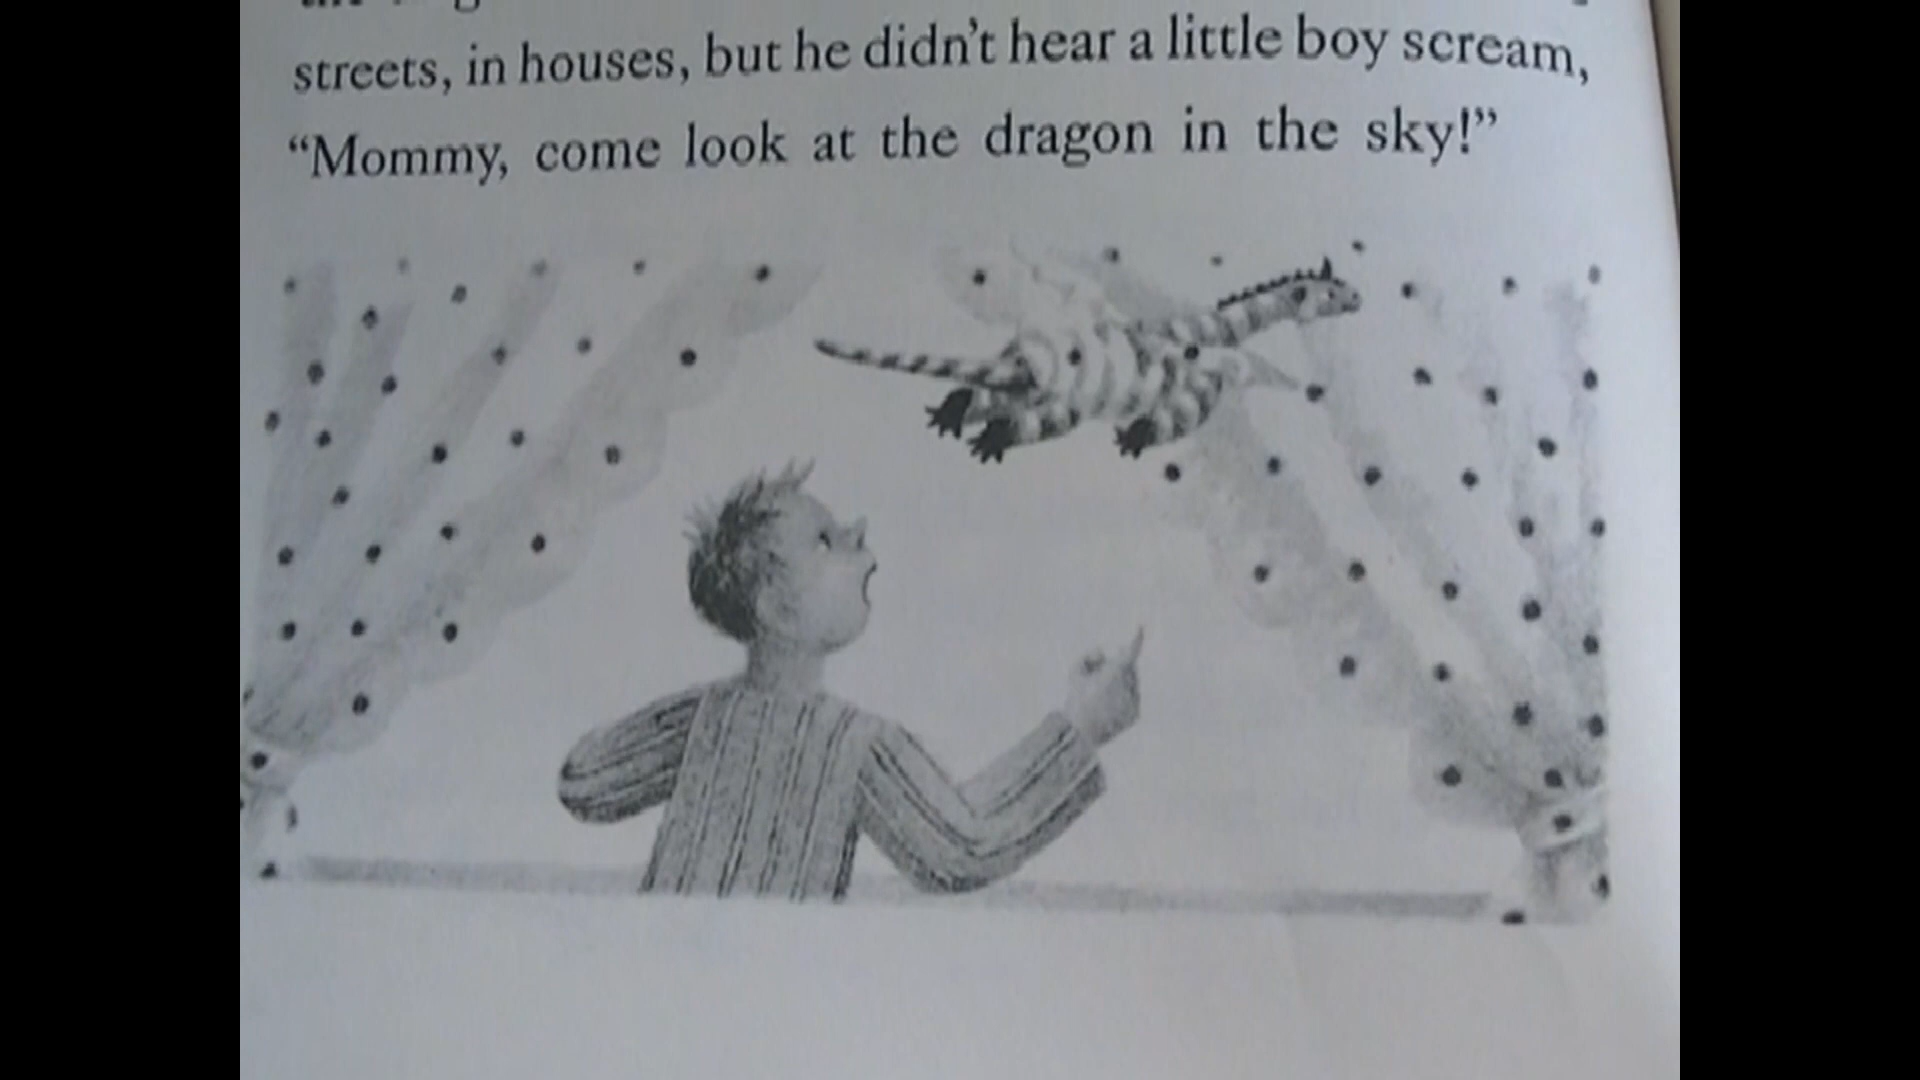 streets, in houses, but he didn’t hear a little boy scream,
“Mommy, come look at the dragon in the sky!”